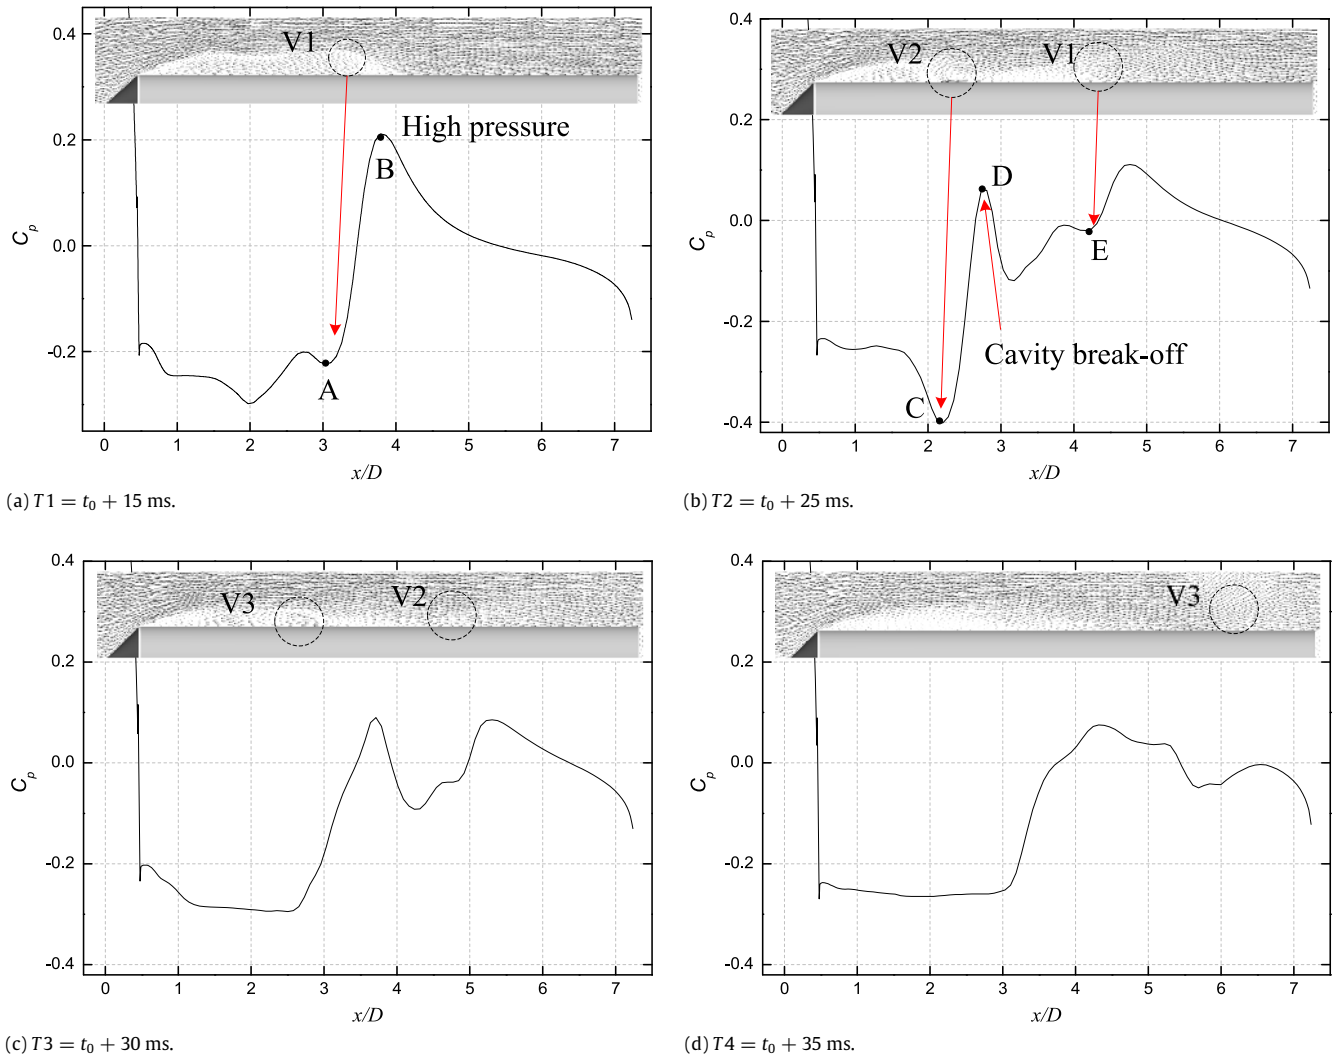 0.4
0.2
0.0
-0.2
-0.4
C_p
V1
High pressure
B
A
0 1 2 3 4 5 6 7
x/D
(a) T1 = t₀ + 15 ms.
0.4
0.2
0.0
-0.2
-0.4
C_p
V2
V1
D
E
Cavity break-off
C
0 1 2 3 4 5 6 7
x/D
(b) T2 = t₀ + 25 ms.
0.4
0.2
0.0
-0.2
-0.4
C_p
V3
V2
0 1 2 3 4 5 6 7
x/D
(c) T3 = t₀ + 30 ms.
0.4
0.2
0.0
-0.2
-0.4
C_p
V3
0 1 2 3 4 5 6 7
x/D
(d) T4 = t₀ + 35 ms.